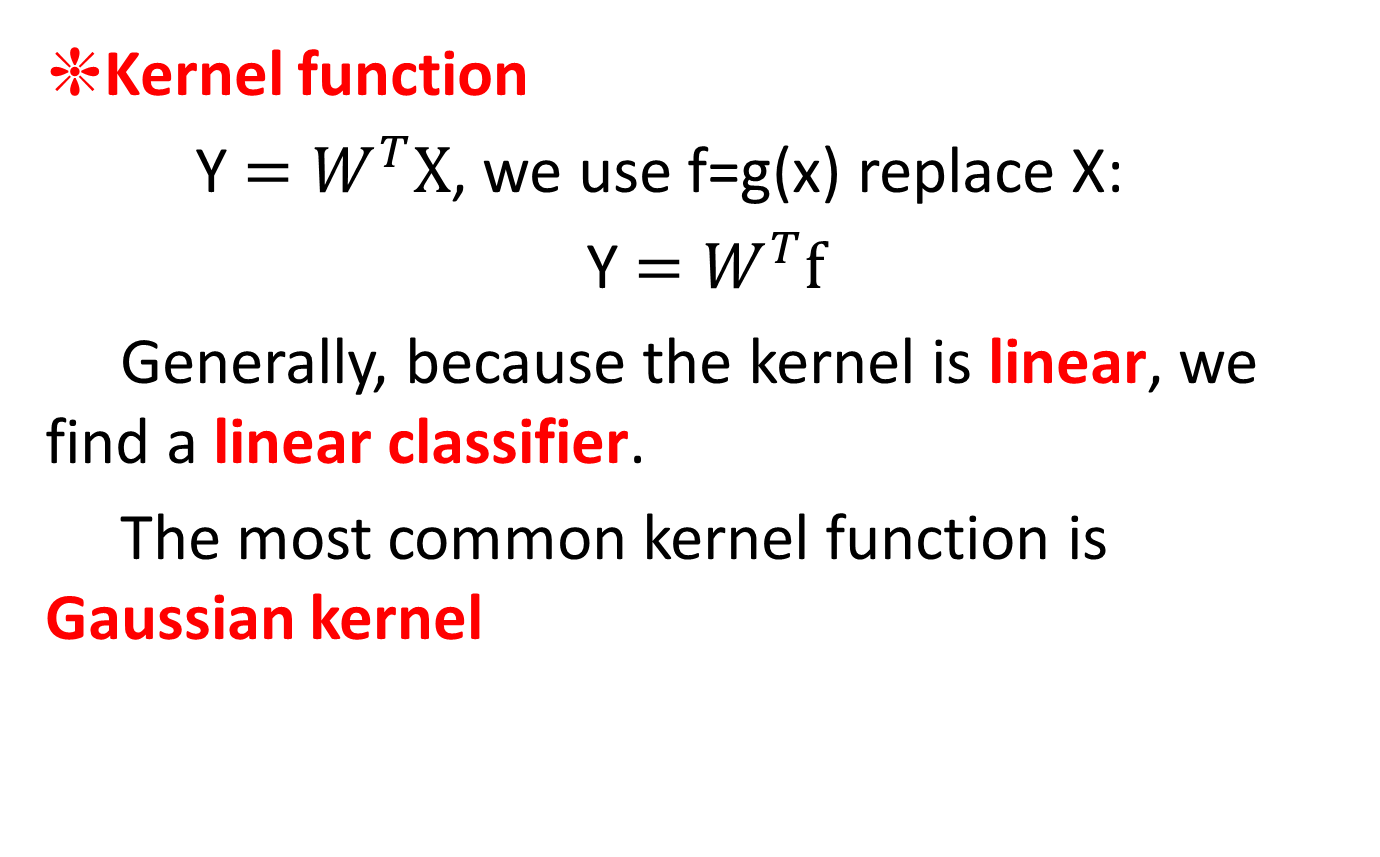 ❇Kernel function
Y = W^T X, we use f=g(x) replace X:
Y = W^T f
Generally, because the kernel is linear, we
find a linear classifier.
The most common kernel function is
Gaussian kernel